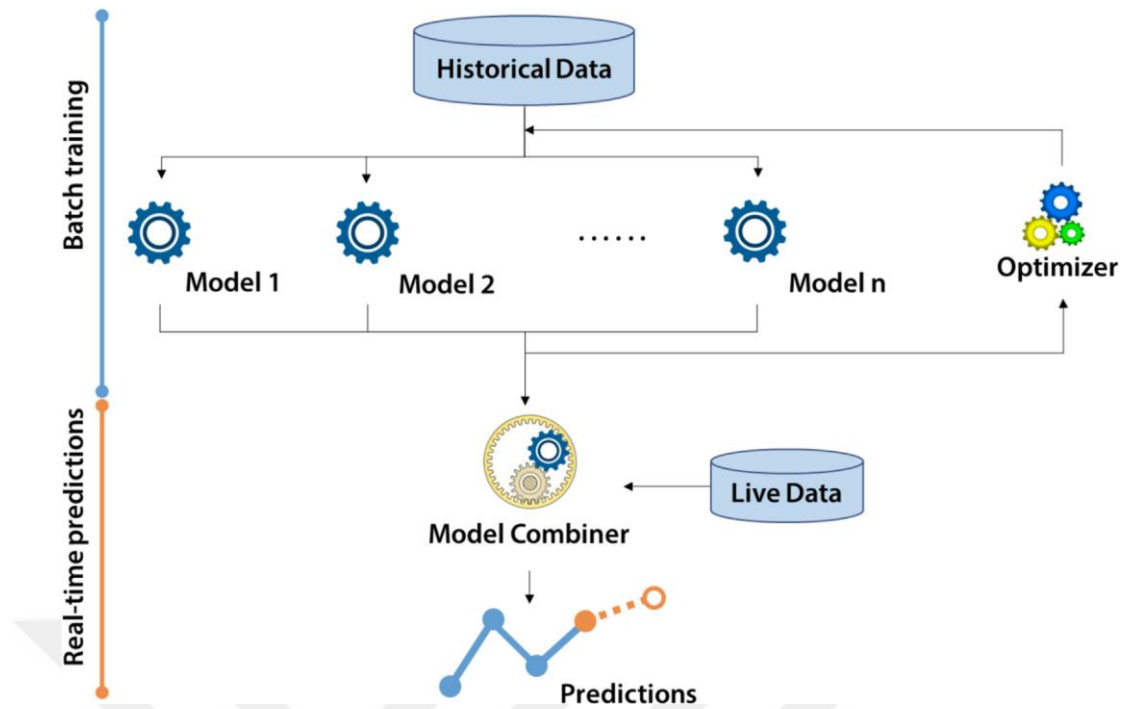 Batch training
Historical Data
Model 1
Model 2
......
Model n
Optimizer
Real-time predictions
Live Data
Model Combiner
Predictions